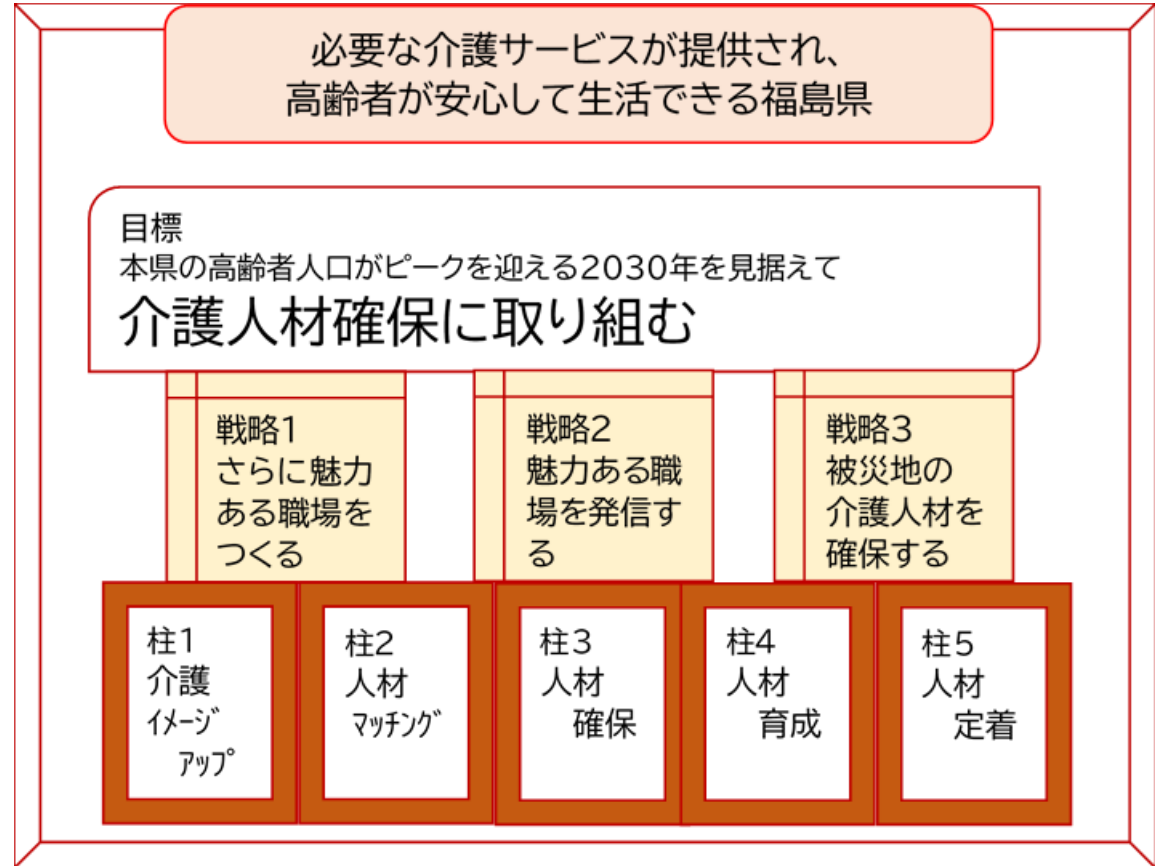 必要な介護サービスが提供され、
高齢者が安心して生活できる福島県
目標
本県の高齢者人口がピークを迎える2030年を見据えて
介護人材確保に取り組む
戦略1
さらに魅力
ある職場を
つくる
戦略2
魅力ある職
場を発信す
る
戦略3
被災地の
介護人材を
確保する
柱1
介護
ｲﾒｰｼﾞ
ｱｯﾌﾟ
柱2
人材
ﾏｯﾁﾝｸﾞ
柱3
人材
確保
柱4
人材
育成
柱5
人材
定着